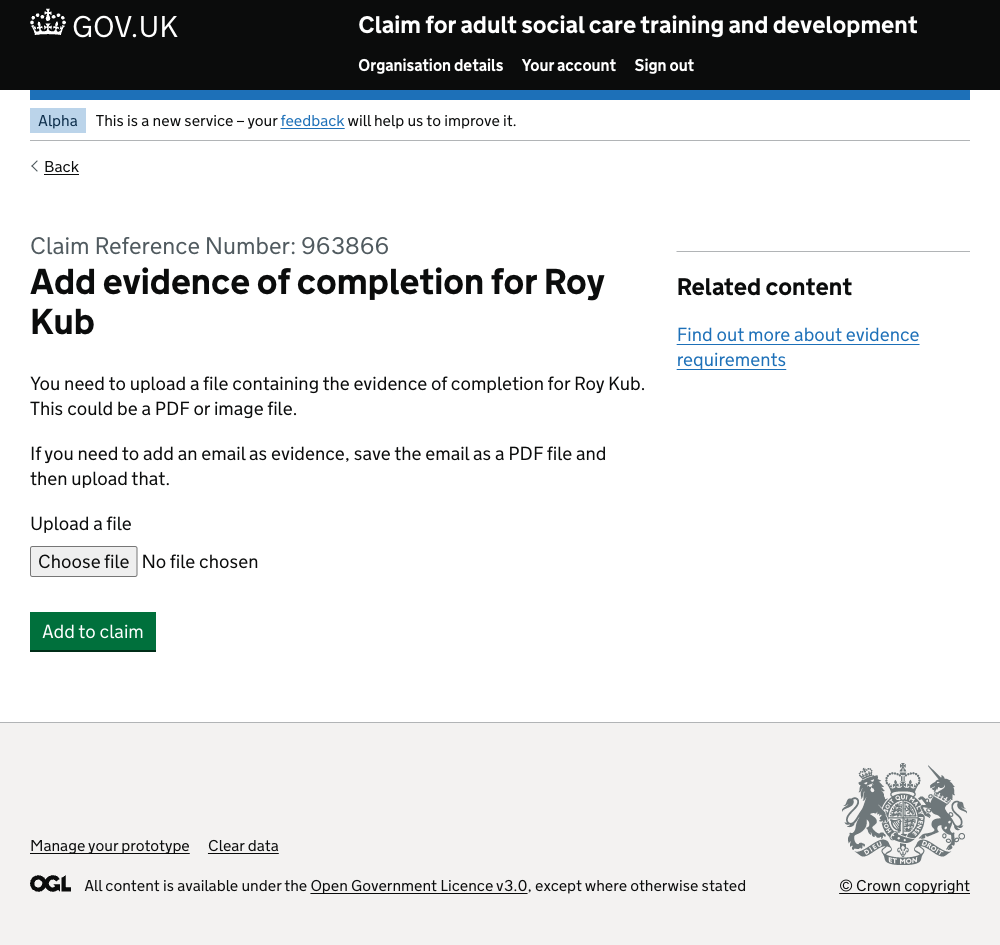 GOV.UK
Claim for adult social care training and development
Organisation details Your account Sign out
Alpha This is a new service – your feedback will help us to improve it.
Back
Claim Reference Number: 963866
Add evidence of completion for Roy
Kub
You need to upload a file containing the evidence of completion for Roy Kub.
This could be a PDF or image file.
If you need to add an email as evidence, save the email as a PDF file and
then upload that.
Upload a file
Choose file No file chosen
Add to claim
Related content
Find out more about evidence
requirements
Manage your prototype Clear data
OGL All content is available under the Open Government Licence v3.0, except where otherwise stated
DIEU ET MON DROIT
© Crown copyright